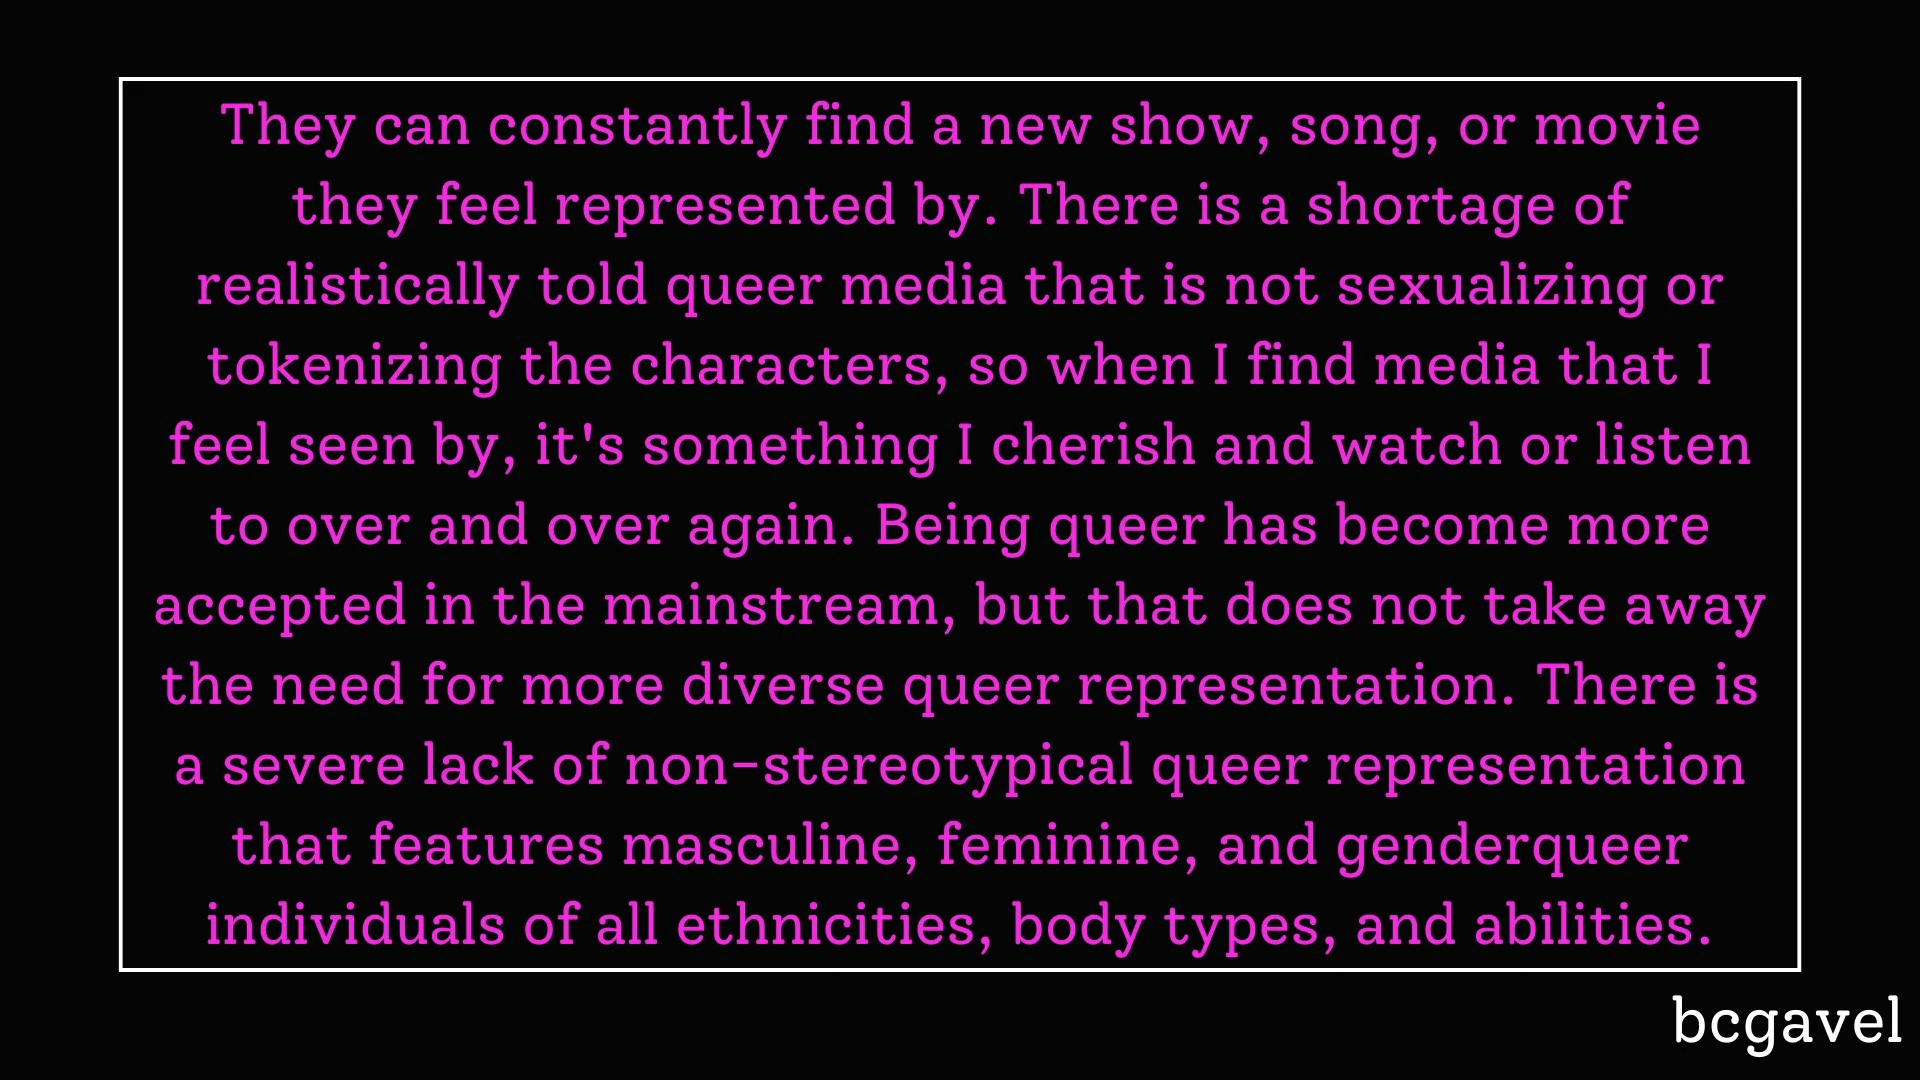 They can constantly find a new show, song, or movie
they feel represented by. There is a shortage of
realistically told queer media that is not sexualizing or
tokenizing the characters, so when I find media that I
feel seen by, it's something I cherish and watch or listen
to over and over again. Being queer has become more
accepted in the mainstream, but that does not take away
the need for more diverse queer representation. There is
a severe lack of non-stereotypical queer representation
that features masculine, feminine, and genderqueer
individuals of all ethnicities, body types, and abilities.
bcgavel